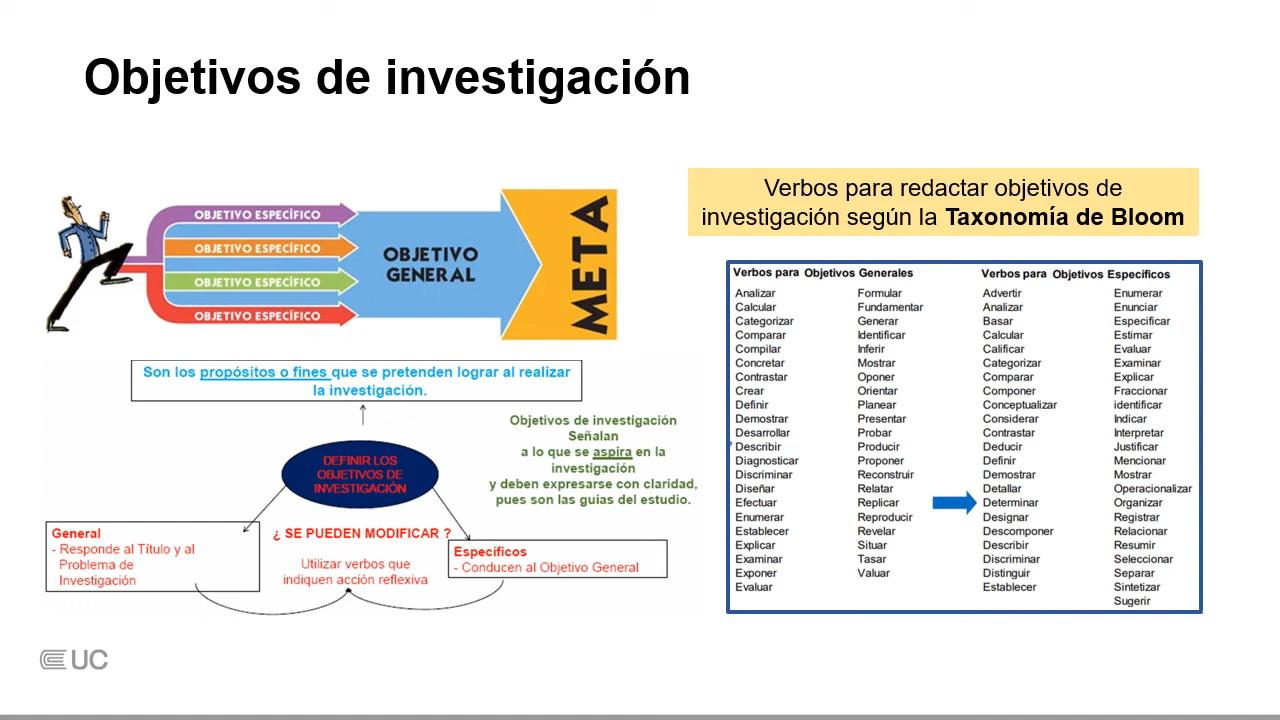 Objetivos de investigación
OBJETIVO ESPECÍFICO
OBJETIVO ESPECÍFICO
OBJETIVO ESPECÍFICO
OBJETIVO ESPECÍFICO
OBJETIVO
GENERAL
META
Son los propósitos o fines que se pretenden lograr al realizar
la investigación.
Objetivos de investigación
Señalan
a lo que se aspira en la
investigación
y deben expresarse con claridad,
pues son las guías del estudio.
DEFINIR LOS
OBJETIVOS DE
INVESTIGACIÓN
General
- Responde al Título y al
Problema de
Investigación
¿ SE PUEDEN MODIFICAR ?
Utilizar verbos que
indiquen acción reflexiva
Específicos
- Conducen al Objetivo General
UC
Verbos para redactar objetivos de
investigación según la Taxonomía de Bloom
Verbos para Objetivos Generales
Analizar
Calcular
Categorizar
Comparar
Compilar
Concretar
Contrastar
Crear
Definir
Demostrar
Desarrollar
Describir
Diagnosticar
Discriminar
Diseñar
Efectuar
Enumerar
Establecer
Explicar
Examinar
Exponer
Evaluar
Formular
Fundamentar
Generar
Identificar
Inferir
Mostrar
Oponer
Orientar
Planear
Presentar
Probar
Producir
Proponer
Reconstruir
Relatar
Replicar
Reproducir
Revelar
Situar
Tasar
Valuar
Verbos para Objetivos Específicos
Advertir
Analizar
Basar
Calcular
Calificar
Categorizar
Comparar
Componer
Conceptualizar
Considerar
Contrastar
Deducir
Definir
Demostrar
Detallar
Determinar
Designar
Descomponer
Describir
Discriminar
Distinguir
Establecer
Enumerar
Enunciar
Especificar
Estimar
Evaluar
Examinar
Explicar
Fraccionar
identificar
Indicar
Interpretar
Justificar
Mencionar
Mostrar
Operacionalizar
Organizar
Registrar
Relacionar
Resumir
Seleccionar
Separar
Sintetizar
Sugerir